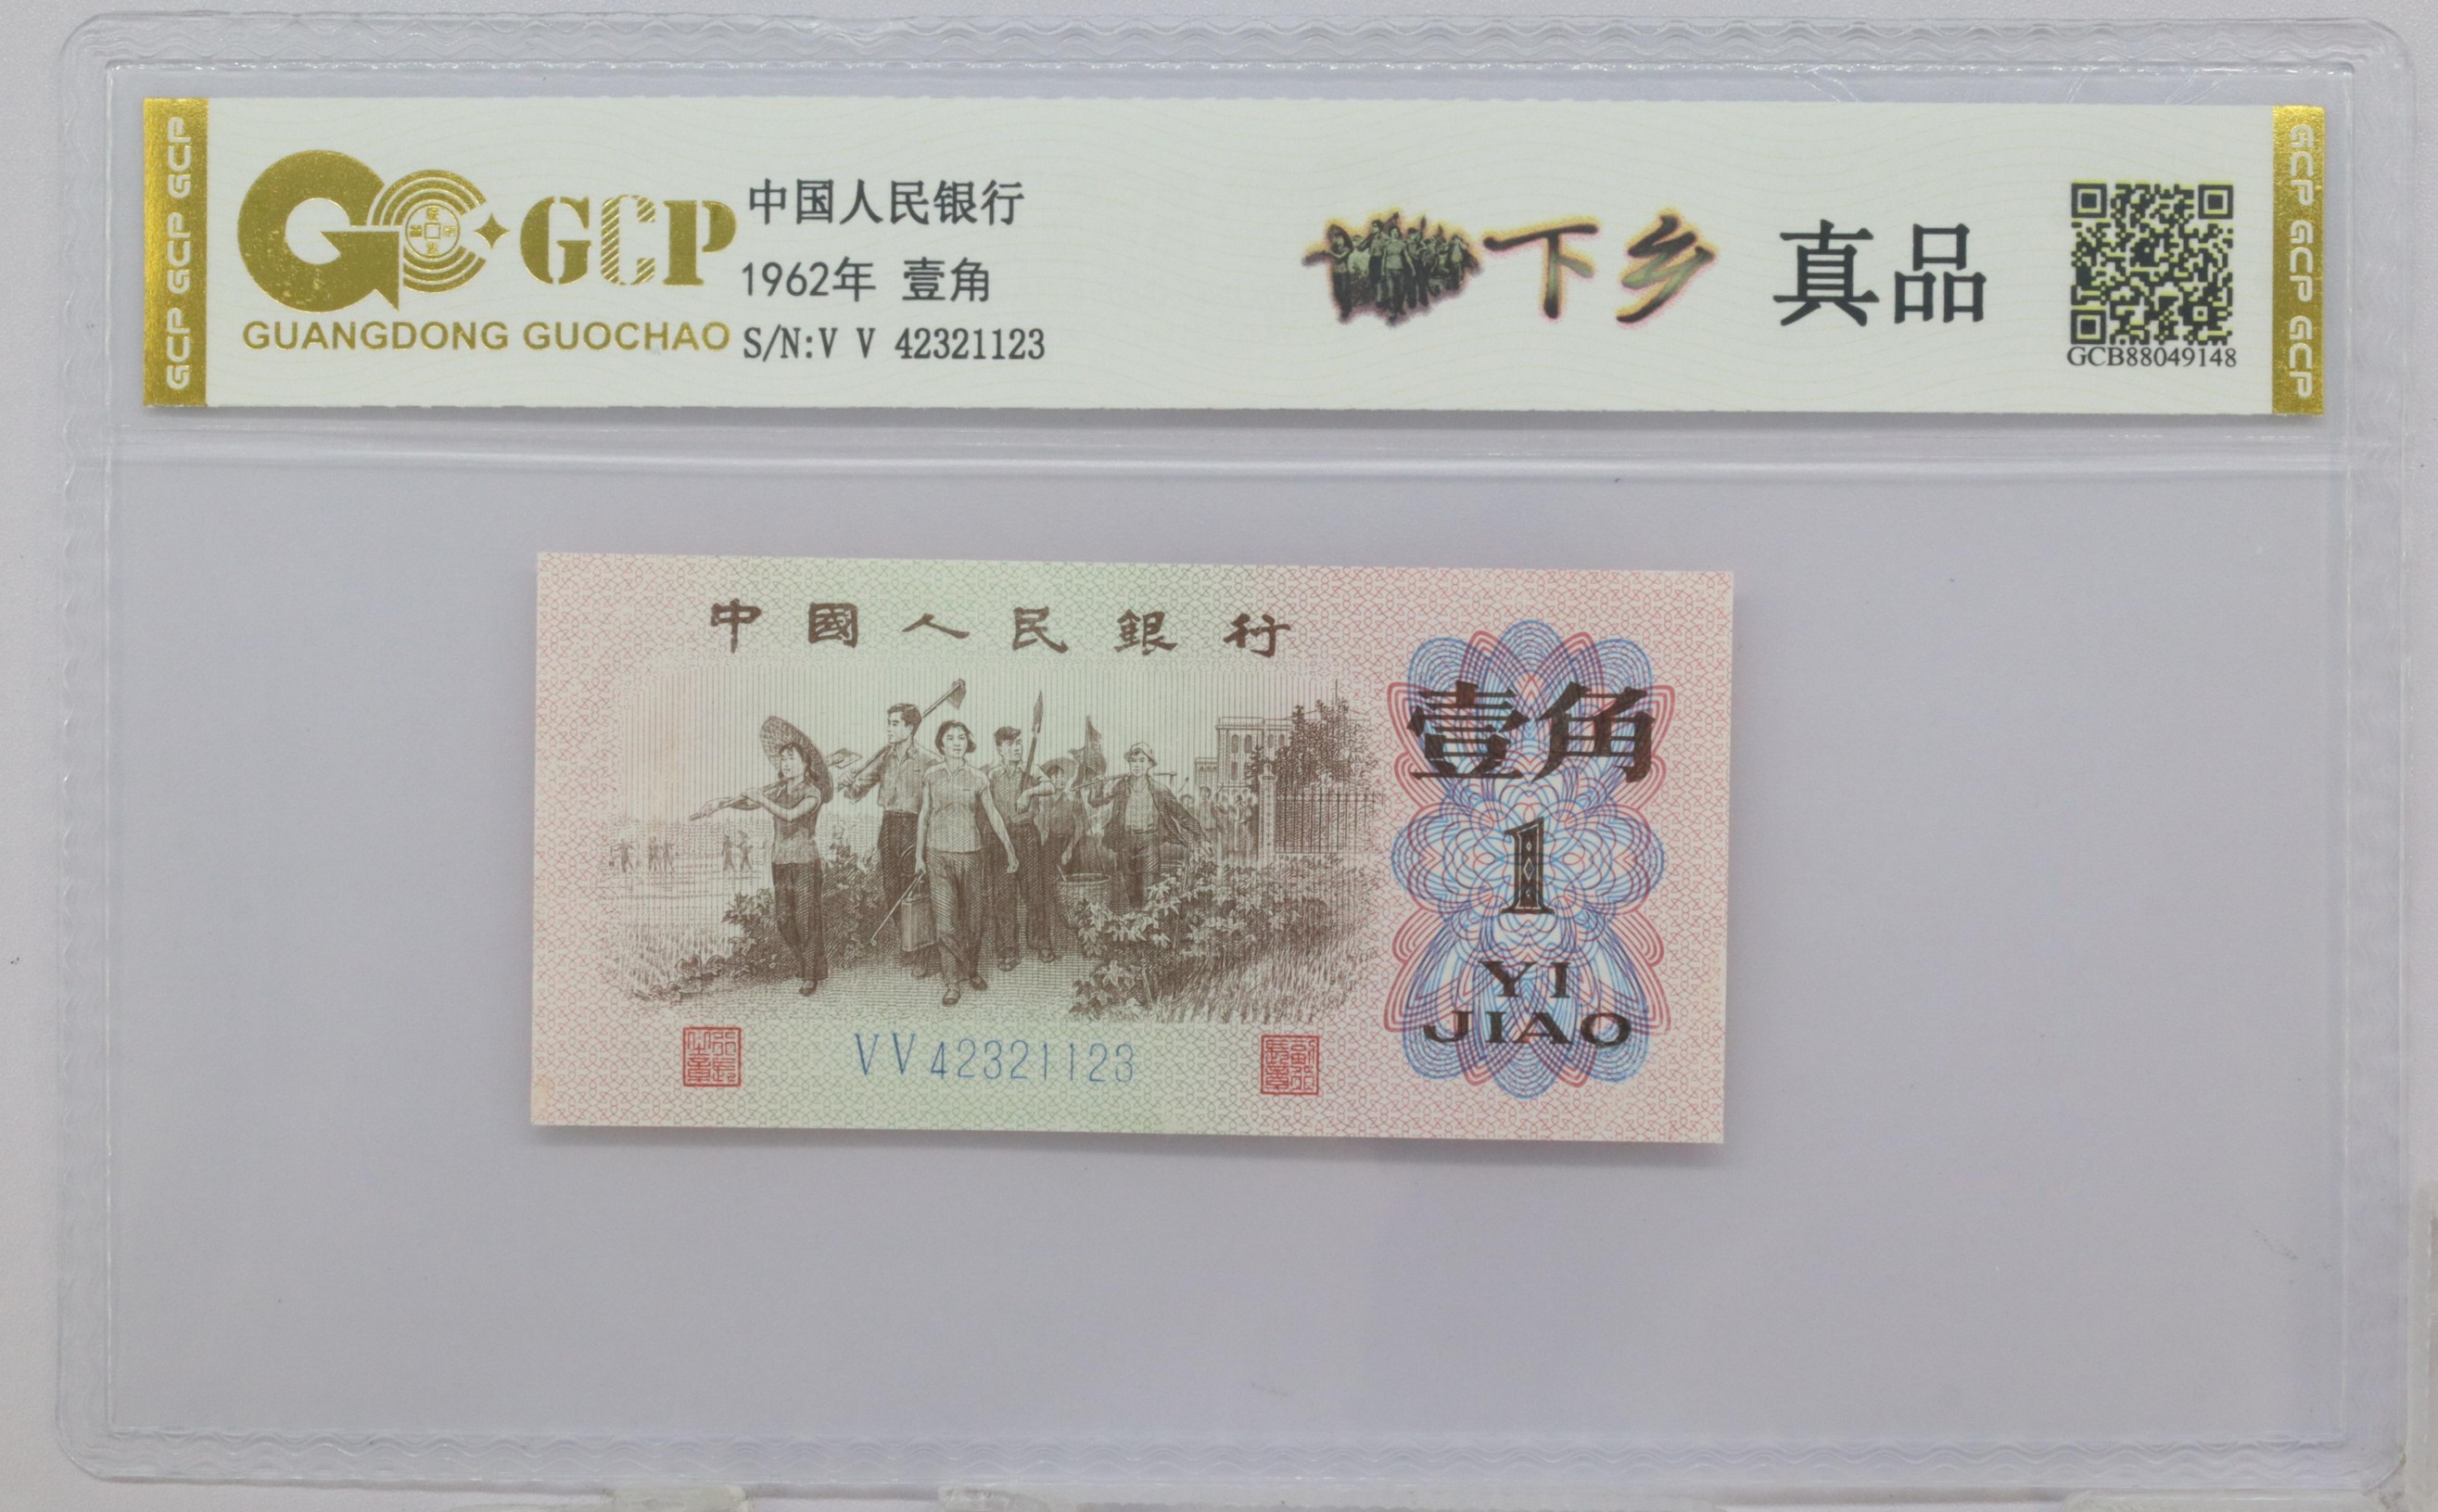 GCP GCP GCP
GCP
GUANGDONG GUOCHAO
中国人民银行
1962年 壹角
S/N:V V 42321123
下乡 真品
GCB88049148
GCP GCP GCP
中國人民銀行
壹角
1
YI
JIAO
VV42321123